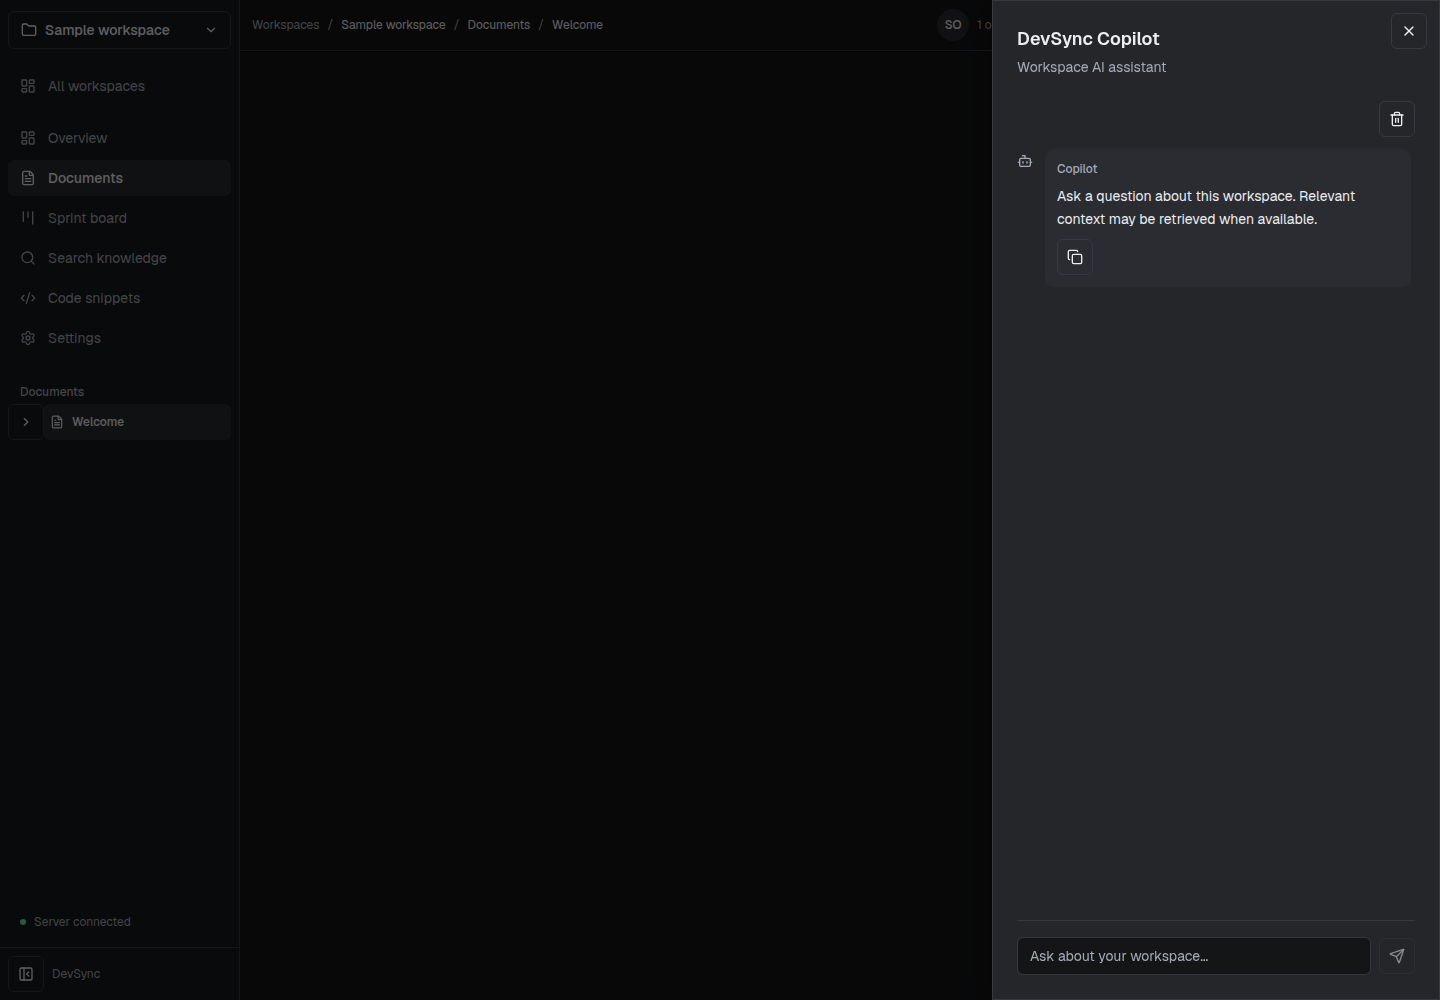 Sample workspace
All workspaces
Overview
Documents
Sprint board
Search knowledge
Code snippets
Settings
Documents
Welcome
Server connected
DevSync
Workspaces / Sample workspace / Documents / Welcome
SO 1 o
DevSync Copilot
Workspace AI assistant
Copilot
Ask a question about this workspace. Relevant
context may be retrieved when available.
Ask about your workspace…